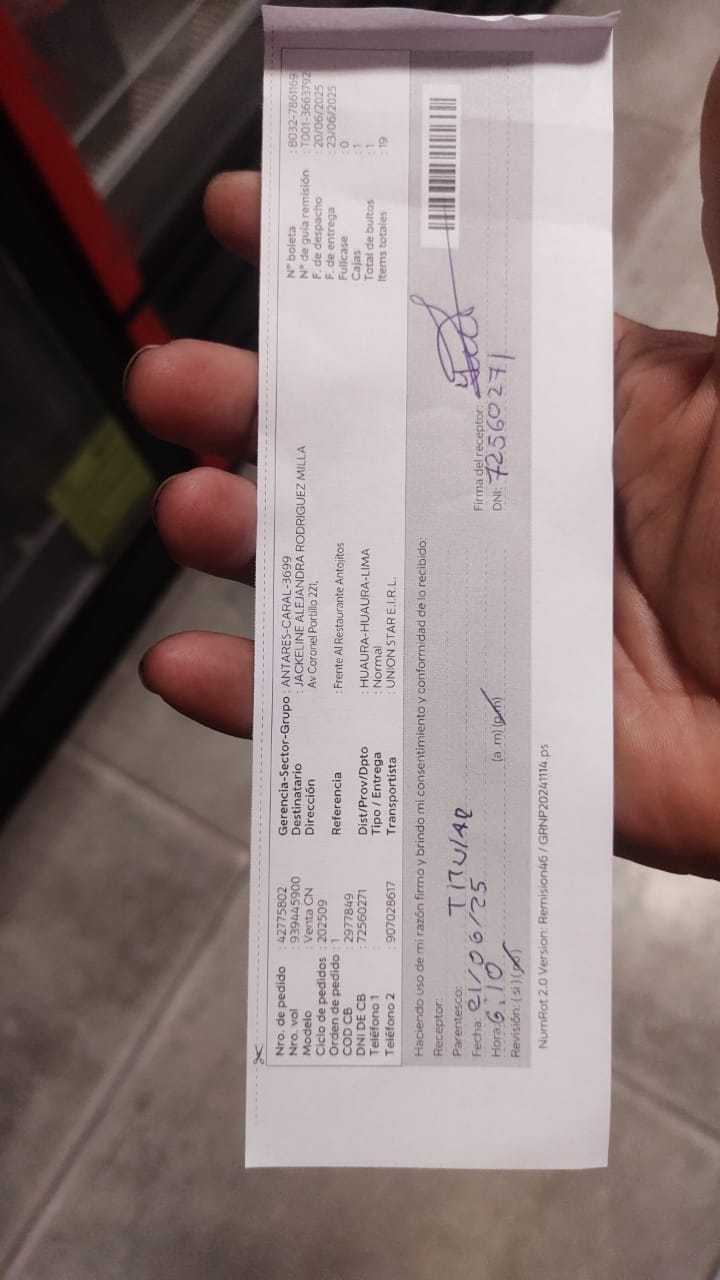 Nro. de pedido : 42775802
Nro. vol : 939445900
Modelo : Venta CN
Ciclo de pedidos : 202509
Orden de pedido : 1
COD CB : 2977849
DNI DE CB : 72560271
Teléfono 1 :
Teléfono 2 : 907028617
Gerencia-Sector-Grupo : ANTARES-CARAL-3699
Destinatario : JACKELINE ALEJANDRA RODRIGUEZ MILLA
Dirección Av Coronel Portillo 221,
Referencia : Frente Al Restaurante Antojitos
Dist/Prov/Dpto : HUAURA-HUAURA-LIMA
Tipo / Entrega : Normal
Transportista : UNION STAR E.I.R.L.
N° boleta : B032-7861169
N° de guía remisión : T001-3663792
F. de despacho : 20/06/2025
F. de entrega : 23/06/2025
Fullcase : 0
Cajas : 1
Total de bultos : 1
Items totales : 19
Haciendo uso de mi razón firmo y brindo mi consentimiento y conformidad de lo recibido:
Receptor:
Parentesco: TITULAR
Fecha: 21/06/25
Hora: 6:10 (a.m) (p.m)
Revisión: (si) (no)
Firma del receptor:
DNI: 72560271
NumRot 2.0 Version: Remision46 / GRNP20241114.ps